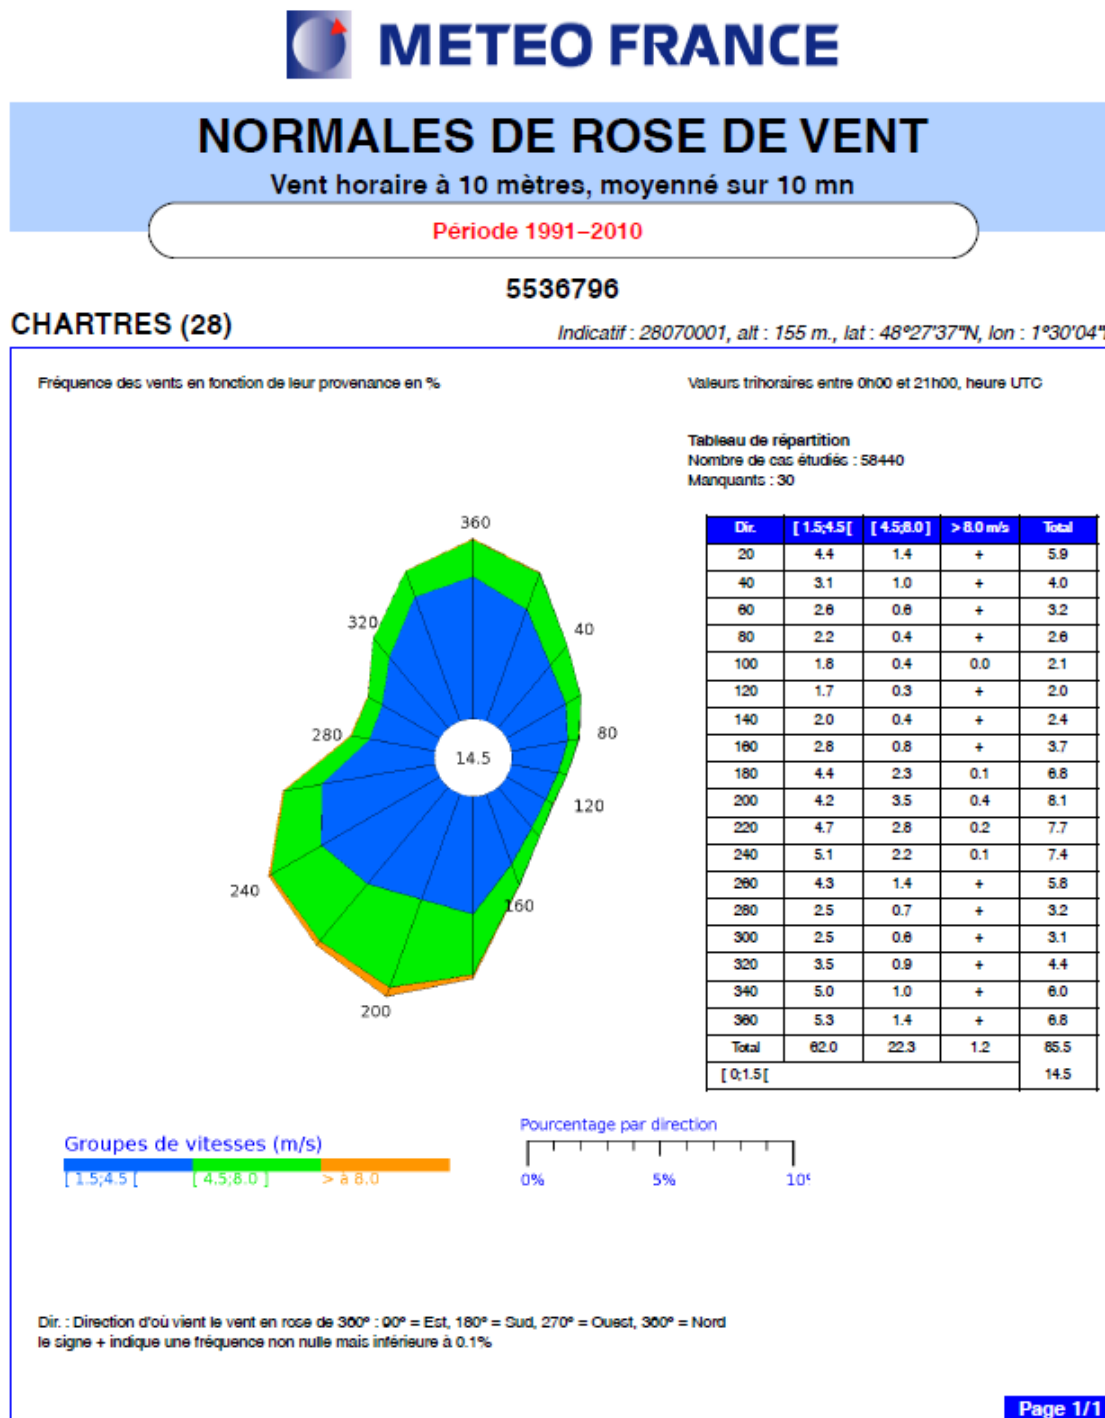 METEO FRANCE
NORMALES DE ROSE DE VENT
Vent horaire à 10 mètres, moyenné sur 10 mn
Période 1991–2010
5536796
CHARTRES (28)
Indicatif : 28070001, alt : 155 m., lat : 48°27'37"N, lon : 1°30'04"
Fréquence des vents en fonction de leur provenance en %
Valeurs trihoraires entre 0h00 et 21h00, heure UTC
Tableau de répartition
Nombre de cas étudiés : 58440
Manquants : 30
360
320
40
280
80
14.5
120
240
160
200
Dir. [ 1.5;4.5 [ [ 4.5;8.0 ] > 8.0 m/s Total
20 4.4 1.4 + 5.9
40 3.1 1.0 + 4.0
60 2.6 0.6 + 3.2
80 2.2 0.4 + 2.6
100 1.8 0.4 0.0 2.1
120 1.7 0.3 + 2.0
140 2.0 0.4 + 2.4
160 2.8 0.8 + 3.7
180 4.4 2.3 0.1 6.8
200 4.2 3.5 0.4 8.1
220 4.7 2.8 0.2 7.7
240 5.1 2.2 0.1 7.4
260 4.3 1.4 + 5.8
280 2.5 0.7 + 3.2
300 2.5 0.6 + 3.1
320 3.5 0.9 + 4.4
340 5.0 1.0 + 6.0
360 5.3 1.4 + 6.8
Total 62.0 22.3 1.2 85.5
[ 0;1.5 [ 14.5
Groupes de vitesses (m/s)
[ 1.5;4.5 [ [ 4.5;8.0 ] > à 8.0
Pourcentage par direction
0% 5% 10
Dir. : Direction d'où vient le vent en rose de 360° : 90° = Est, 180° = Sud, 270° = Ouest, 360° = Nord
le signe + indique une fréquence non nulle mais inférieure à 0.1%
Page 1/1